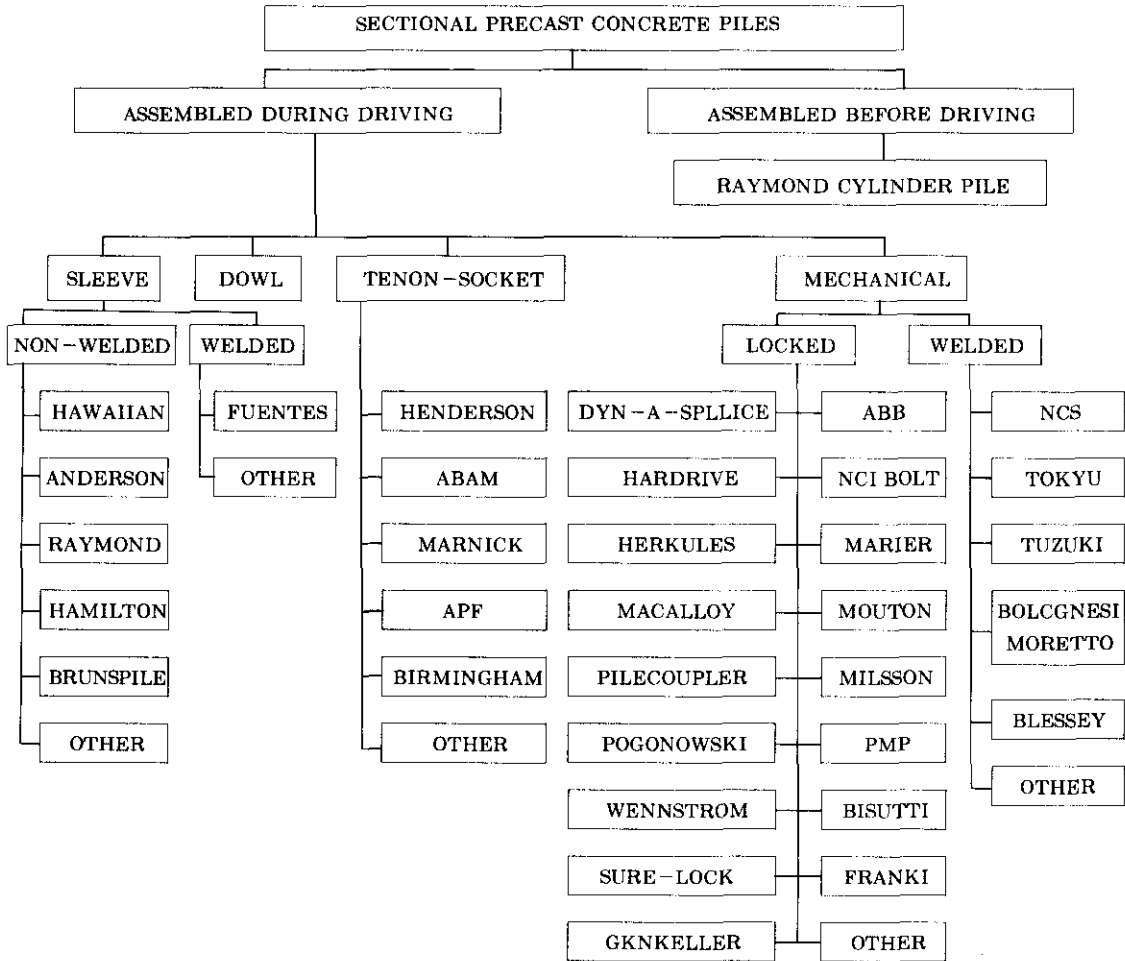 SECTIONAL PRECAST CONCRETE PILES
ASSEMBLED DURING DRIVING
ASSEMBLED BEFORE DRIVING
RAYMOND CYLINDER PILE
SLEEVE
DOWL
TENON-SOCKET
MECHANICAL
NON-WELDED
WELDED
LOCKED
WELDED
HAWAIIAN
ANDERSON
RAYMOND
HAMILTON
BRUNSPILE
OTHER
FUENTES
OTHER
HENDERSON
ABAM
MARNICK
APF
BIRMINGHAM
OTHER
DYN-A-SPLLICE
HARDRIVE
HERKULES
MACALLOY
PILECOUPLER
POGONOWSKI
WENNSTROM
SURE-LOCK
GKNKELLER
ABB
NCI BOLT
MARIER
MOUTON
MILSSON
PMP
BISUTTI
FRANKI
OTHER
NCS
TOKYU
TUZUKI
BOLCGNESI
MORETTO
BLESSEY
OTHER